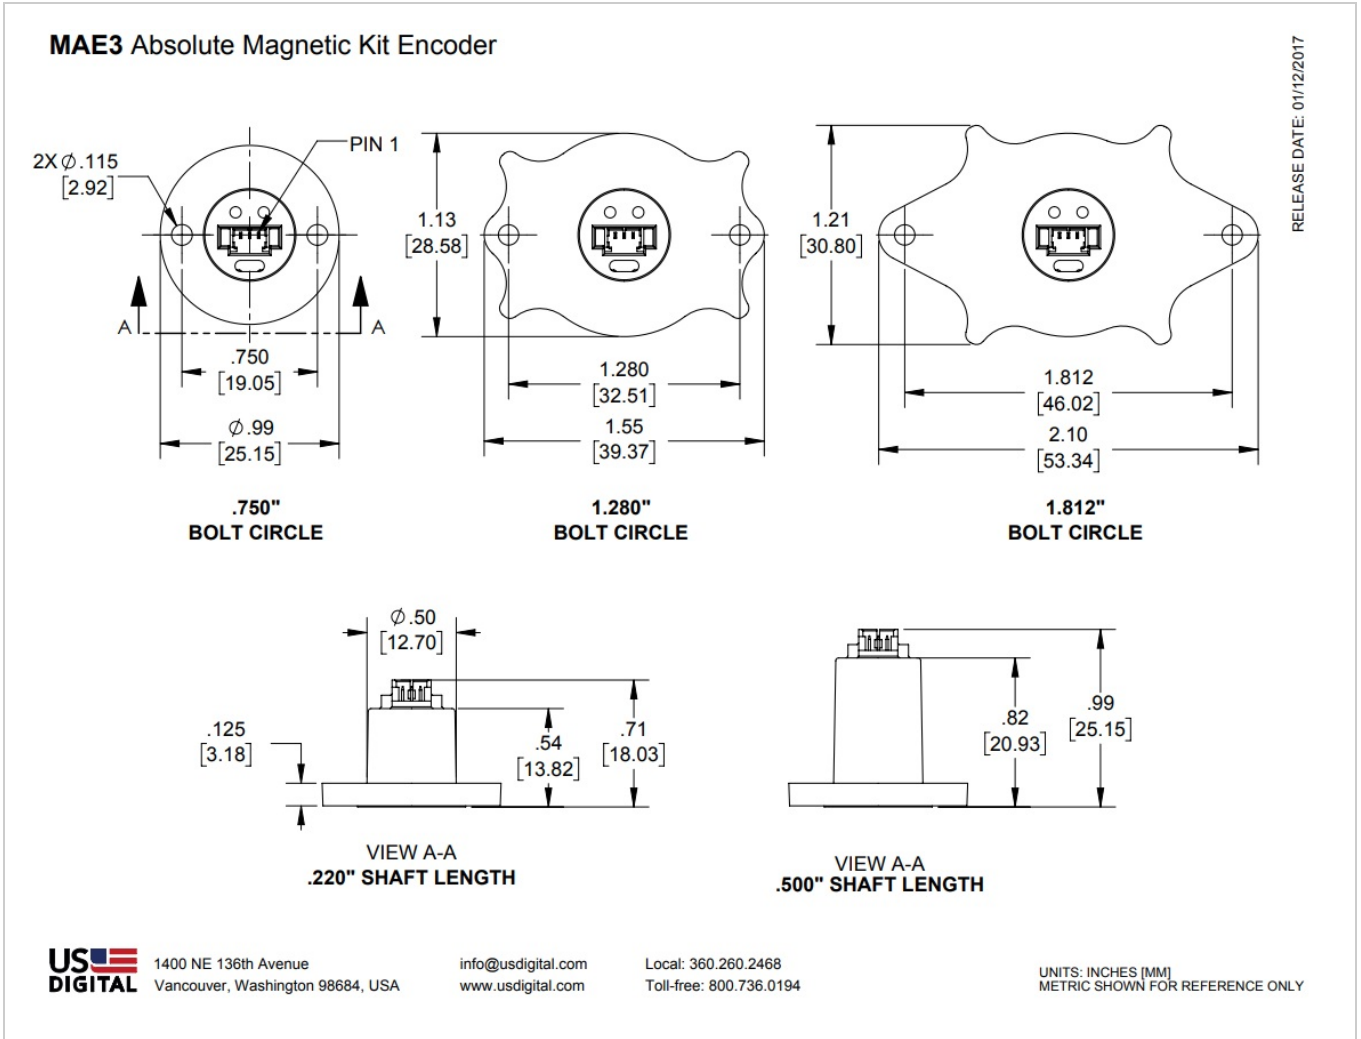 MAE3 Absolute Magnetic Kit Encoder
RELEASE DATE: 01/12/2017
2X Ø .115
[2.92]
PIN 1
A
A
.750
[19.05]
Ø .99
[25.15]
.750"
BOLT CIRCLE
1.13
[28.58]
1.280
[32.51]
1.55
[39.37]
1.280"
BOLT CIRCLE
1.21
[30.80]
1.812
[46.02]
2.10
[53.34]
1.812"
BOLT CIRCLE
Ø .50
[12.70]
.125
[3.18]
.54
[13.82]
.71
[18.03]
VIEW A-A
.220" SHAFT LENGTH
.82
[20.93]
.99
[25.15]
VIEW A-A
.500" SHAFT LENGTH
US
DIGITAL
1400 NE 136th Avenue
Vancouver, Washington 98684, USA
info@usdigital.com
www.usdigital.com
Local: 360.260.2468
Toll-free: 800.736.0194
UNITS: INCHES [MM]
METRIC SHOWN FOR REFERENCE ONLY